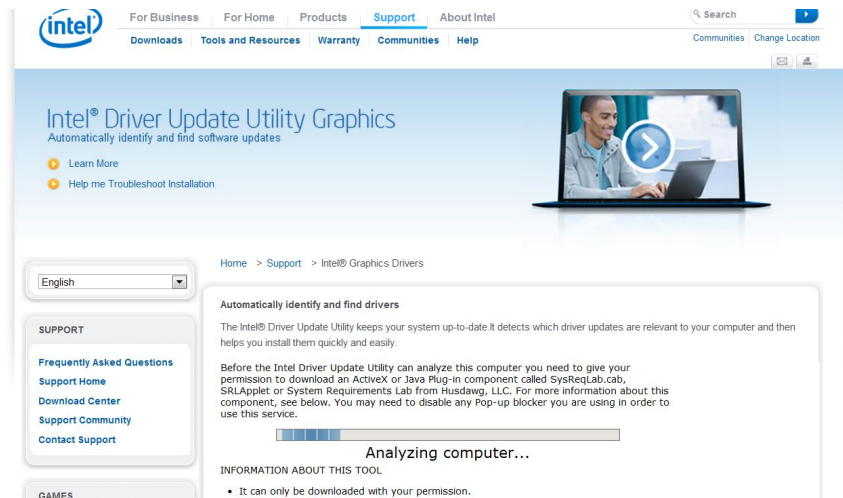 intel
For Business For Home Products Support About Intel
Search
Downloads Tools and Resources Warranty Communities Help
Communities Change Location
Intel® Driver Update Utility Graphics
Automatically identify and find software updates
Learn More
Help me Troubleshoot Installation
Home > Support > Intel® Graphics Drivers
English
SUPPORT
Frequently Asked Questions
Support Home
Download Center
Support Community
Contact Support
GAMES
Automatically identify and find drivers
The Intel® Driver Update Utility keeps your system up-to-date.It detects which driver updates are relevant to your computer and then
helps you install them quickly and easily.
Before the Intel Driver Update Utility can analyze this computer you need to give your
permission to download an ActiveX or Java Plug-in component called SysReqLab.cab,
SRLApplet or System Requirements Lab from Husdawg, LLC. For more information about this
component, see below. You may need to disable any Pop-up blocker you are using in order to
use this service.
Analyzing computer...
INFORMATION ABOUT THIS TOOL
• It can only be downloaded with your permission.